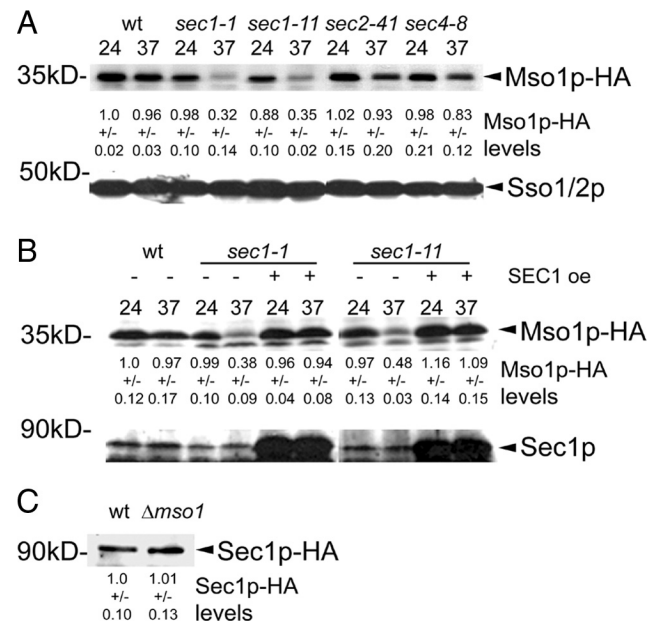 A
wt sec1-1 sec1-11 sec2-41 sec4-8
24 37 24 37 24 37 24 37 24 37
35kD- Mso1p-HA
1.0 0.96 0.98 0.32 0.88 0.35 1.02 0.93 0.98 0.83
+/- +/- +/- +/- +/- +/- +/- +/- +/- +/-
0.02 0.03 0.10 0.14 0.10 0.02 0.15 0.20 0.21 0.12
Mso1p-HA
levels
50kD- Sso1/2p
B
wt sec1-1 sec1-11
- - - - + + - - + + SEC1 oe
24 37 24 37 24 37 24 37 24 37
35kD- Mso1p-HA
1.0 0.97 0.99 0.38 0.96 0.94 0.97 0.48 1.16 1.09
+/- +/- +/- +/- +/- +/- +/- +/- +/- +/-
0.12 0.17 0.10 0.09 0.04 0.08 0.13 0.03 0.14 0.15
Mso1p-HA
levels
90kD- Sec1p
C
wt Δmso1
90kD- Sec1p-HA
1.0 1.01
+/- +/-
0.10 0.13
Sec1p-HA
levels